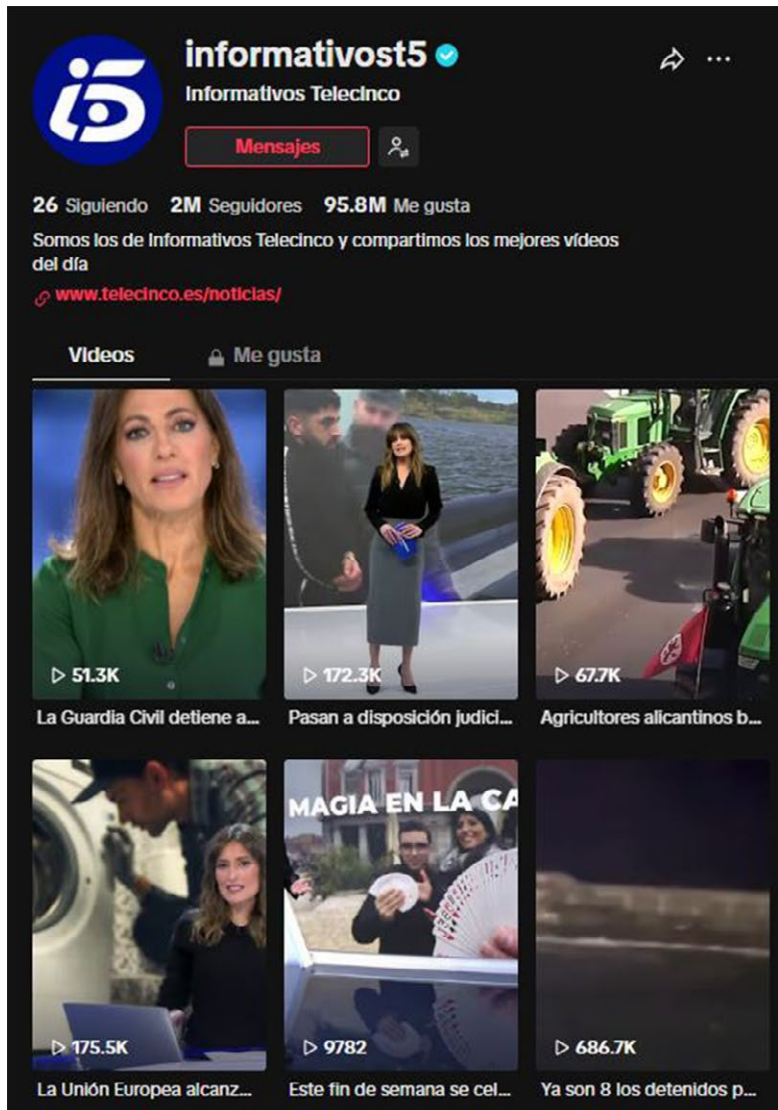 informativost5
Informativos Telecinco
Mensajes
26 Siguiendo 2M Seguidores 95.8M Me gusta
Somos los de Informativos Telecinco y compartimos los mejores vídeos
del día
www.telecinco.es/noticias/
Videos Me gusta
51.3K 172.3K 67.7K
La Guardia Civil detiene a... Pasan a disposición judici... Agricultores alicantinos b...
MAGIA EN LA CA
175.5K 9782 686.7K
La Unión Europea alcanz... Este fin de semana se cel... Ya son 8 los detenidos p...